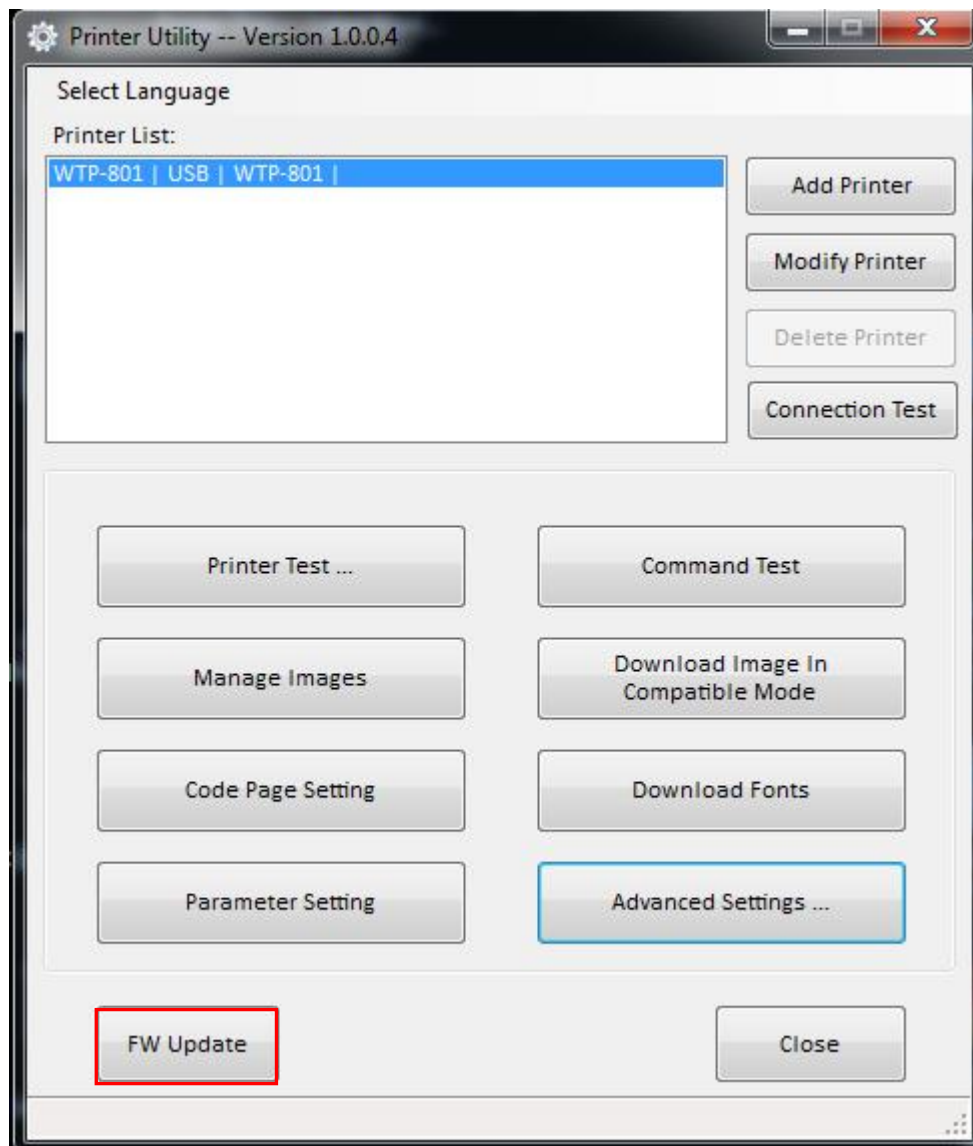 Printer Utility -- Version 1.0.0.4
Select Language
Printer List:
WTP-801 | USB | WTP-801 |
Add Printer
Modify Printer
Delete Printer
Connection Test
Printer Test ...
Command Test
Manage Images
Download Image In
Compatible Mode
Code Page Setting
Download Fonts
Parameter Setting
Advanced Settings ...
FW Update
Close